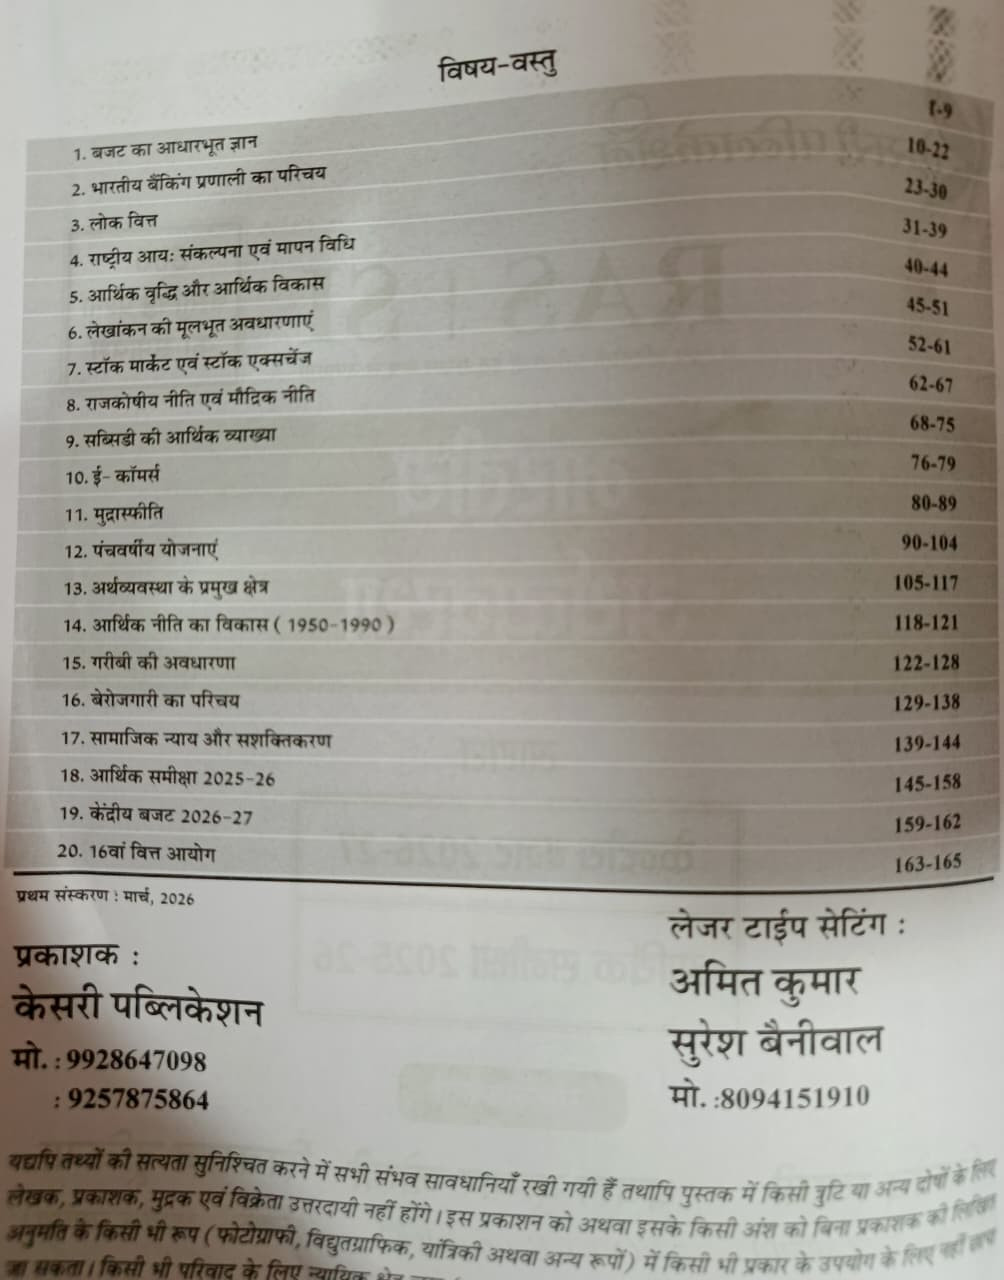 विषय-वस्तु
1. बजट का आधारभूत ज्ञान 1-9
2. भारतीय बैंकिंग प्रणाली का परिचय 10-22
3. लोक वित्त 23-30
4. राष्ट्रीय आय: संकल्पना एवं मापन विधि 31-39
5. आर्थिक वृद्धि और आर्थिक विकास 40-44
6. लेखांकन की मूलभूत अवधारणाएं 45-51
7. स्टॉक मार्केट एवं स्टॉक एक्सचेंज 52-61
8. राजकोषीय नीति एवं मौद्रिक नीति 62-67
9. सब्सिडी की आर्थिक व्याख्या 68-75
10. ई- कॉमर्स 76-79
11. मुद्रास्फीति 80-89
12. पंचवर्षीय योजनाएं 90-104
13. अर्थव्यवस्था के प्रमुख क्षेत्र 105-117
14. आर्थिक नीति का विकास ( 1950-1990 ) 118-121
15. गरीबी की अवधारणा 122-128
16. बेरोजगारी का परिचय 129-138
17. सामाजिक न्याय और सशक्तिकरण 139-144
18. आर्थिक समीक्षा 2025-26 145-158
19. केंद्रीय बजट 2026-27 159-162
20. 16वां वित्त आयोग 163-165
प्रथम संस्करण : मार्च, 2026
प्रकाशक :
केसरी पब्लिकेशन
मो. : 9928647098
: 9257875864
लेजर टाईप सेटिंग :
अमित कुमार
सुरेश बैनीवाल
मो. :8094151910
यद्यपि तथ्यों की सत्यता सुनिश्चित करने में सभी संभव सावधानियाँ रखी गयी हैं तथापि पुस्तक में किसी त्रुटि या अन्य दोषों के लिए
लेखक, प्रकाशक, मुद्रक एवं विक्रेता उत्तरदायी नहीं होंगे। इस प्रकाशन को अथवा इसके किसी अंश को बिना प्रकाशक की लिखित
अनुमति के किसी भी रूप ( फोटोग्राफी, विद्युतग्राफिक, यांत्रिकी अथवा अन्य रूपों ) में किसी भी प्रकार के उपयोग के लिए नहीं छापा
जा सकता। किसी भी परिवाद के लिए न्यायिक क्षेत्र